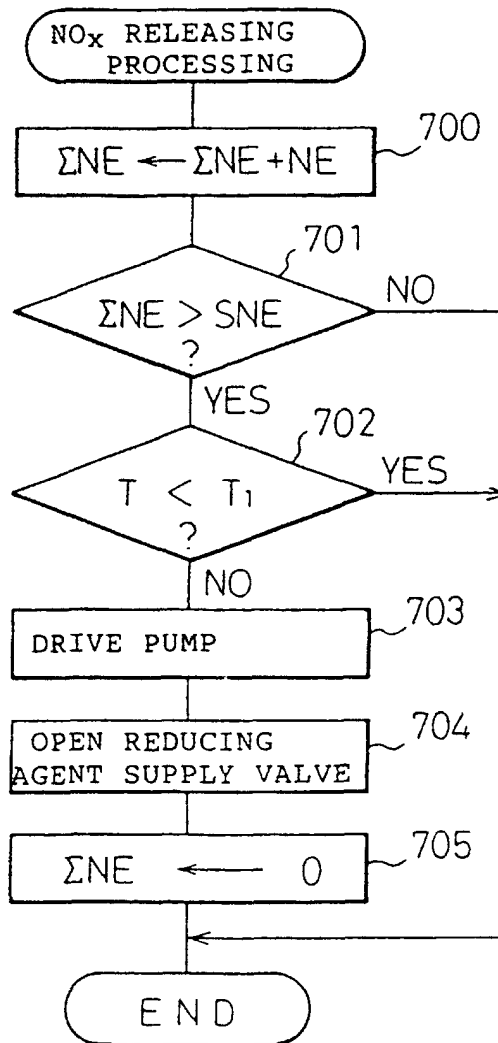 NOx RELEASING
PROCESSING
700
ΣNE ← ΣNE+NE
701
ΣNE > SNE
?
NO
YES
702
T < T1
?
YES
NO
703
DRIVE PUMP
704
OPEN REDUCING
AGENT SUPPLY VALVE
705
ΣNE ← 0
END